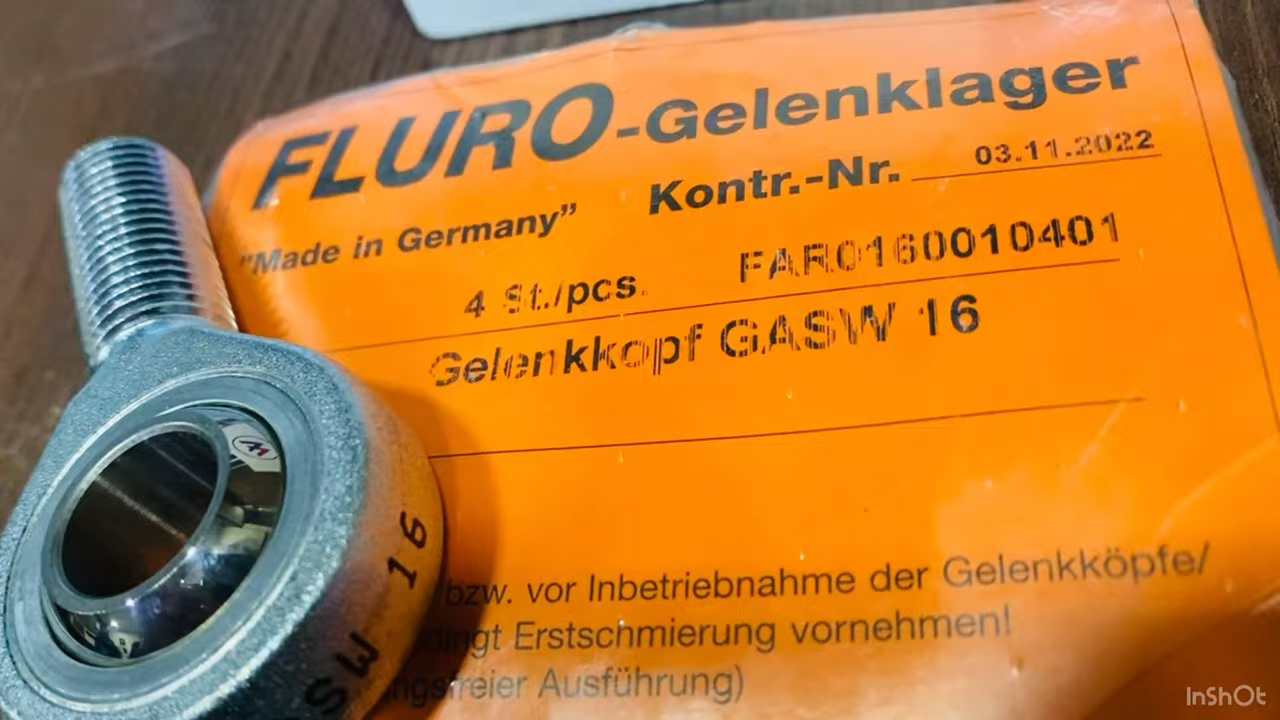 FLURO-Gelenklager
"Made in Germany” Kontr.-Nr. 03.11.2022
4 St./pcs. FAR0160010401
Gelenkkopf GASW 16
bzw. vor Inbetriebnahme der Gelenkköpfe/
Erstschmierung vornehmen!
Ausführung)
SW 16
InShOt